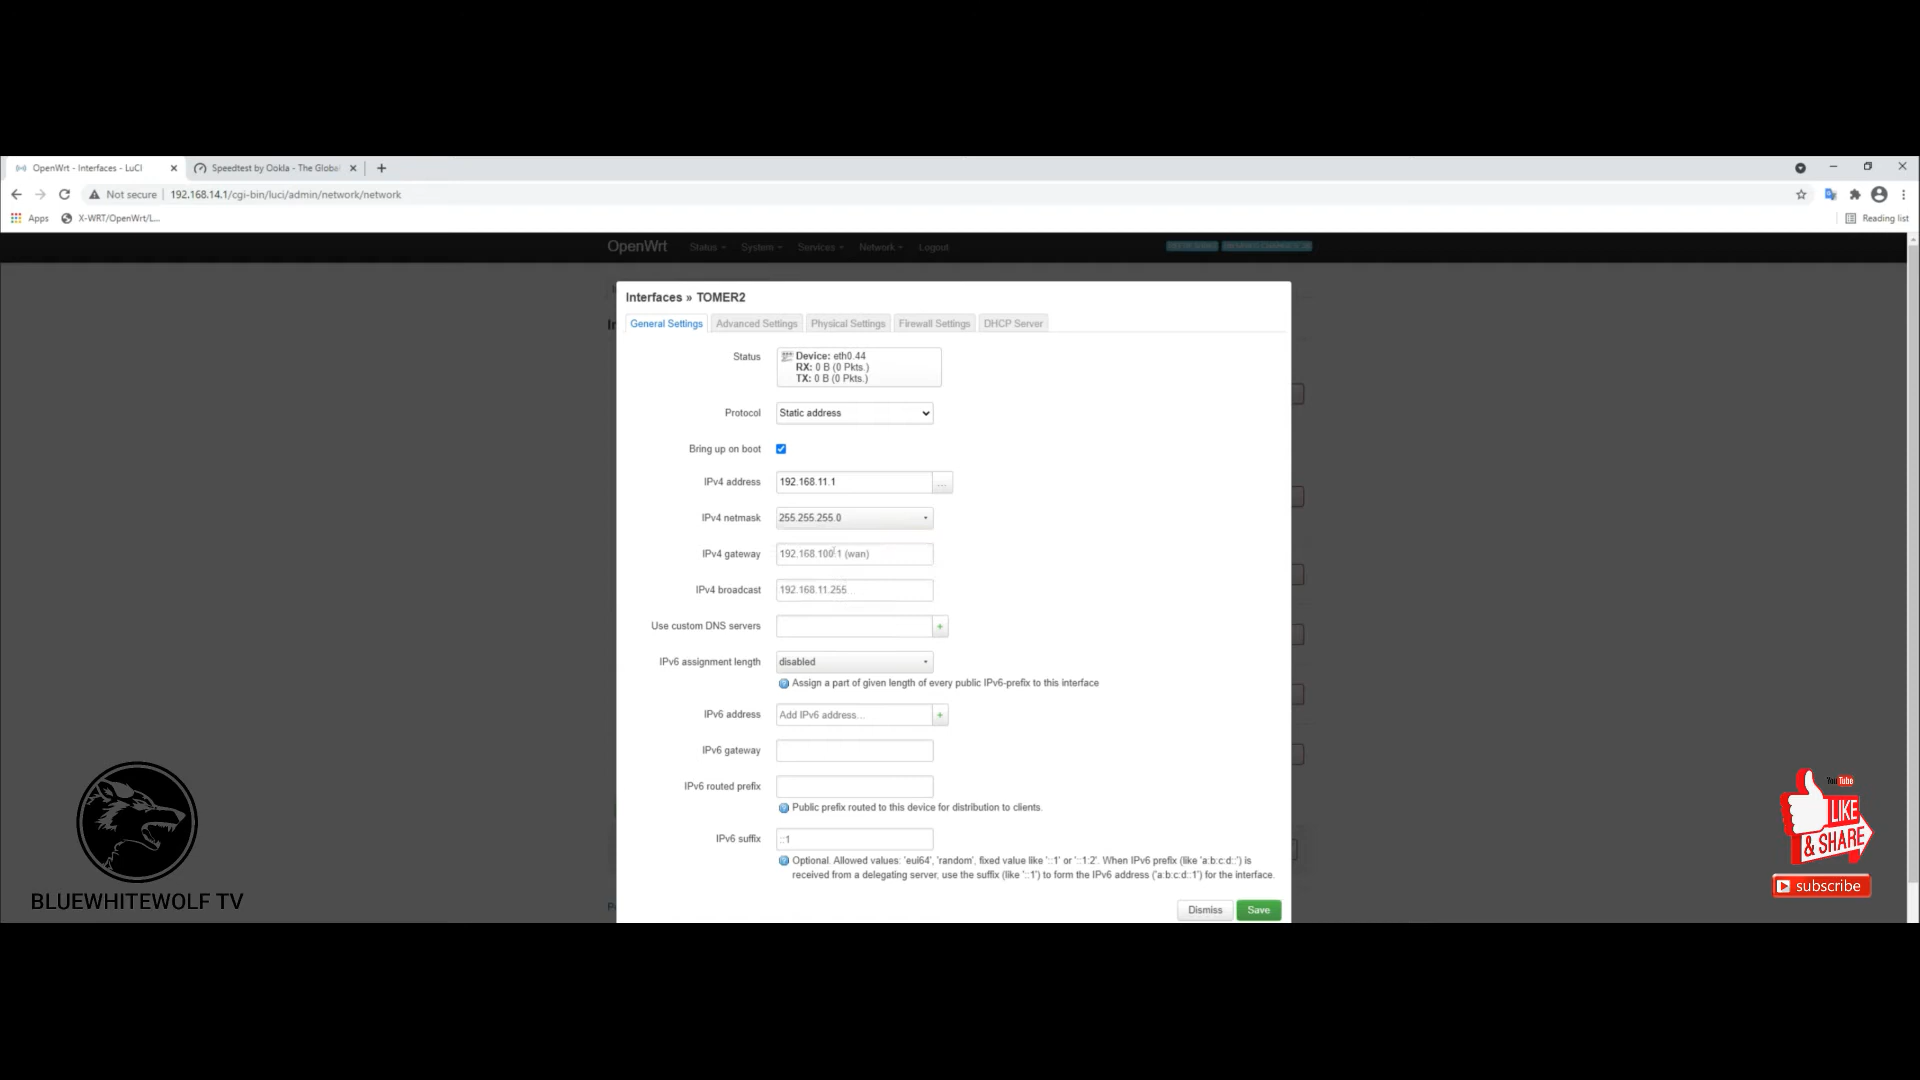 OpenWrt - Interfaces - LuCI
Speedtest by Ookla - The Global
Not secure
192.168.14.1/cgi-bin/luci/admin/network/network
Apps
X-WRT/OpenWrt/L...
Reading list
OpenWrt
Status
System
Services
Network
Logout
Interfaces » TOMER2
General Settings
Advanced Settings
Physical Settings
Firewall Settings
DHCP Server
Status
Device: eth0.44
RX: 0 B (0 Pkts.)
TX: 0 B (0 Pkts.)
Protocol
Static address
Bring up on boot
IPv4 address
192.168.11.1
...
IPv4 netmask
255.255.255.0
IPv4 gateway
192.168.100.1 (wan)
IPv4 broadcast
192.168.11.255
Use custom DNS servers
+
IPv6 assignment length
disabled
Assign a part of given length of every public IPv6-prefix to this interface
IPv6 address
Add IPv6 address...
+
IPv6 gateway
IPv6 routed prefix
Public prefix routed to this device for distribution to clients.
IPv6 suffix
::1
Optional. Allowed values: 'eui64', 'random', fixed value like '::1' or '::1:2'. When IPv6 prefix (like 'a:b:c:d::') is
received from a delegating server, use the suffix (like '::1') to form the IPv6 address ('a:b:c:d::1') for the interface.
Dismiss
Save
BLUEWHITEWOLF TV
You Tube
LIKE
& SHARE
subscribe